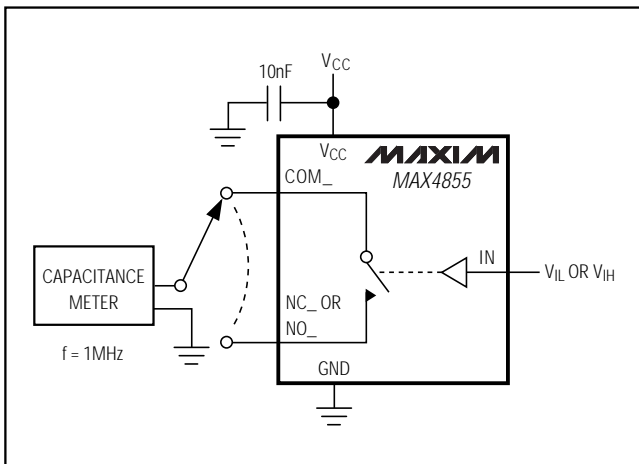 10nF
VCC
VCC
MAXIM
MAX4855
COM_
IN
VIL OR VIH
CAPACITANCE
METER
NC_ OR
NO_
f = 1MHz
GND